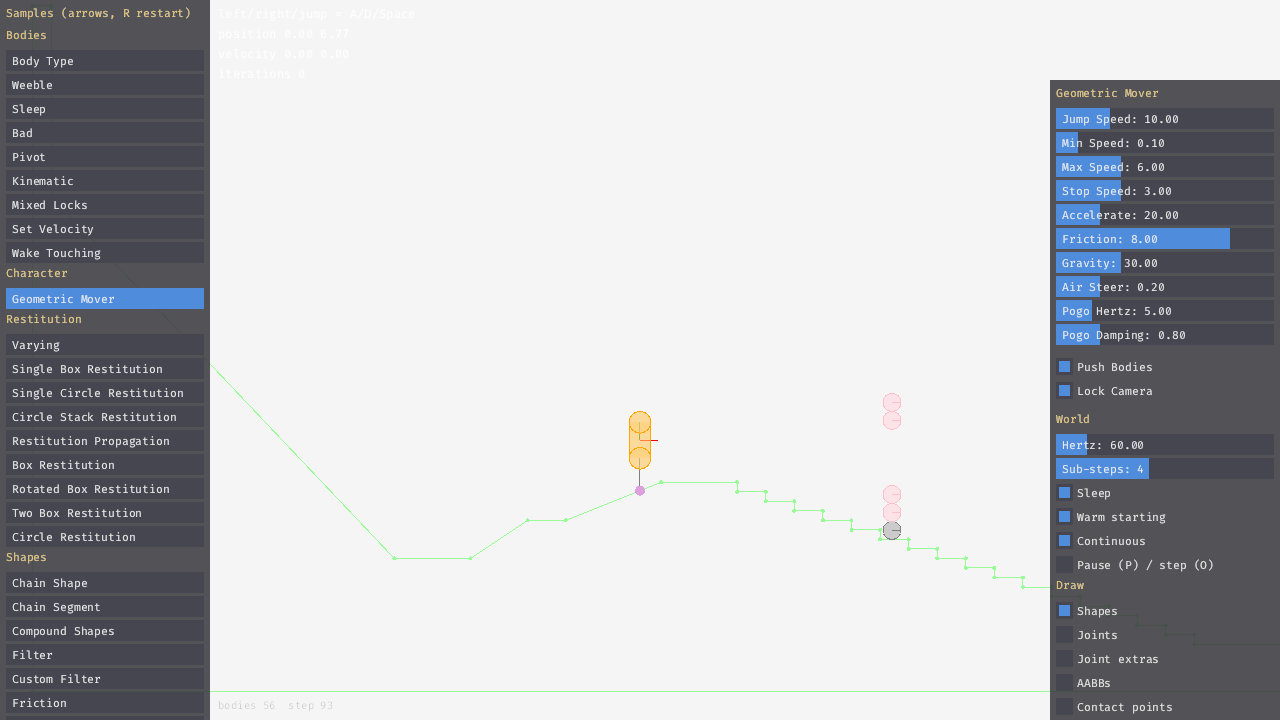 Samples (arrows, R restart)
Bodies
Body Type
Weeble
Sleep
Bad
Pivot
Kinematic
Mixed Locks
Set Velocity
Wake Touching
Character
Geometric Mover
Restitution
Varying
Single Box Restitution
Single Circle Restitution
Circle Stack Restitution
Restitution Propagation
Box Restitution
Rotated Box Restitution
Two Box Restitution
Circle Restitution
Shapes
Chain Shape
Chain Segment
Compound Shapes
Filter
Custom Filter
Friction
left/right/jump = A/D/Space
position 0.00 6.77
velocity 0.00 0.00
iterations 0
bodies 56 step 93
Geometric Mover
Jump Speed: 10.00
Min Speed: 0.10
Max Speed: 6.00
Stop Speed: 3.00
Accelerate: 20.00
Friction: 8.00
Gravity: 30.00
Air Steer: 0.20
Pogo Hertz: 5.00
Pogo Damping: 0.80
Push Bodies
Lock Camera
World
Hertz: 60.00
Sub-steps: 4
Sleep
Warm starting
Continuous
Pause (P) / step (O)
Draw
Shapes
Joints
Joint extras
AABBs
Contact points